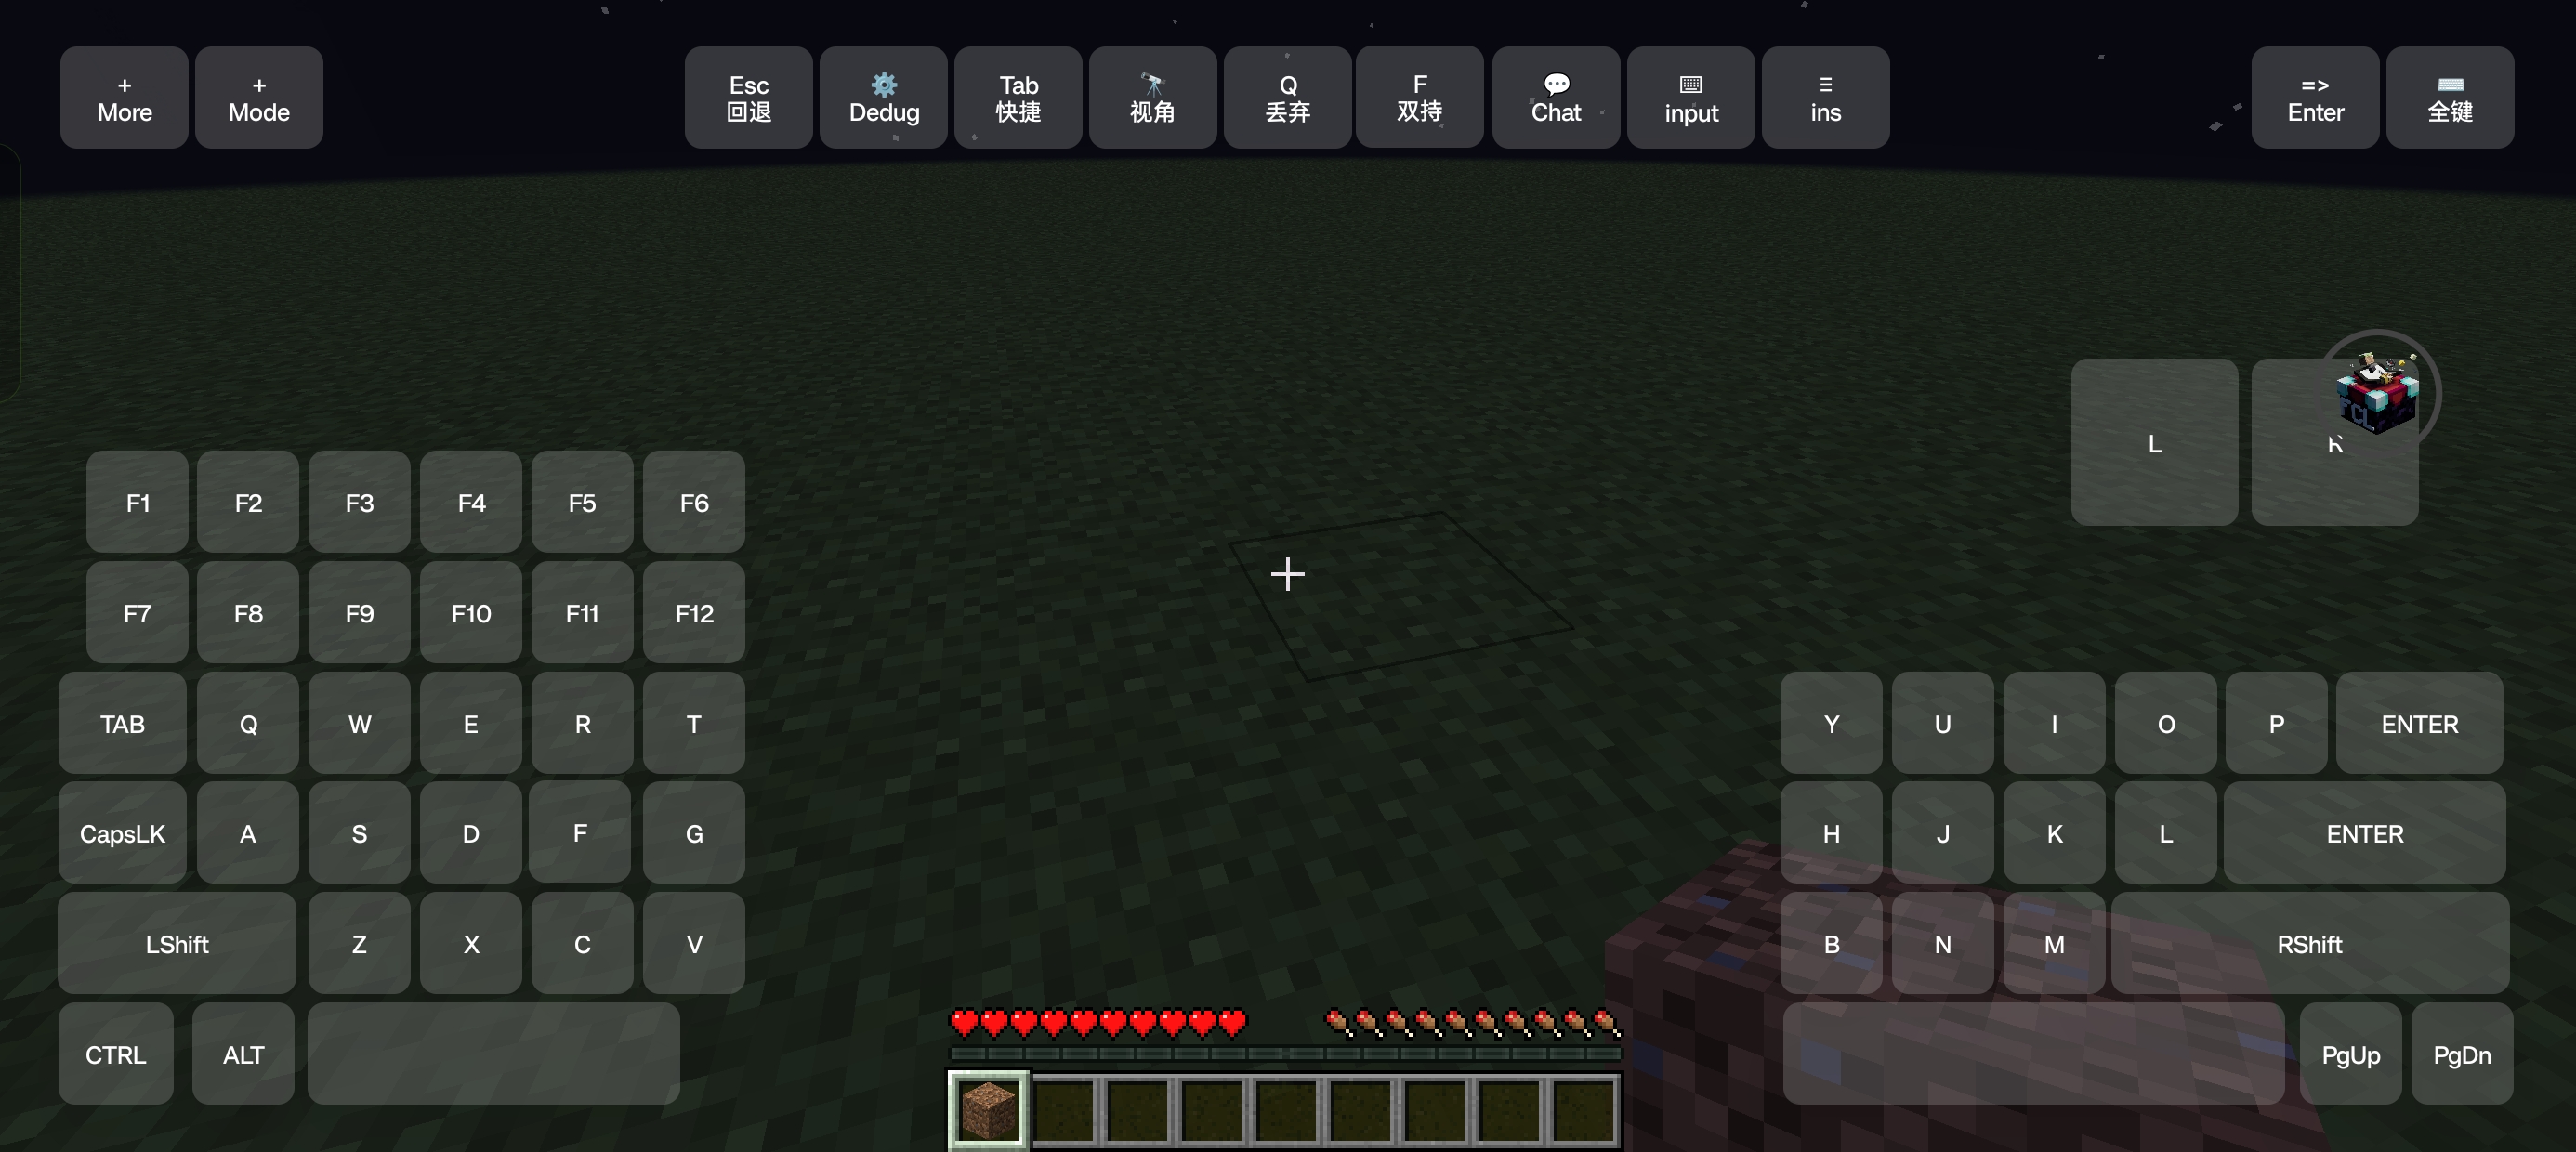 + +
More Mode
Esc Tab Q F =>
回退 Dedug 快捷 视角 丢弃 双持 Chat input ins Enter 全键
FCL
L R
F1 F2 F3 F4 F5 F6
F7 F8 F9 F10 F11 F12
TAB Q W E R T Y U I O P ENTER
CapsLK A S D F G H J K L ENTER
LShift Z X C V B N M RShift
CTRL ALT PgUp PgDn